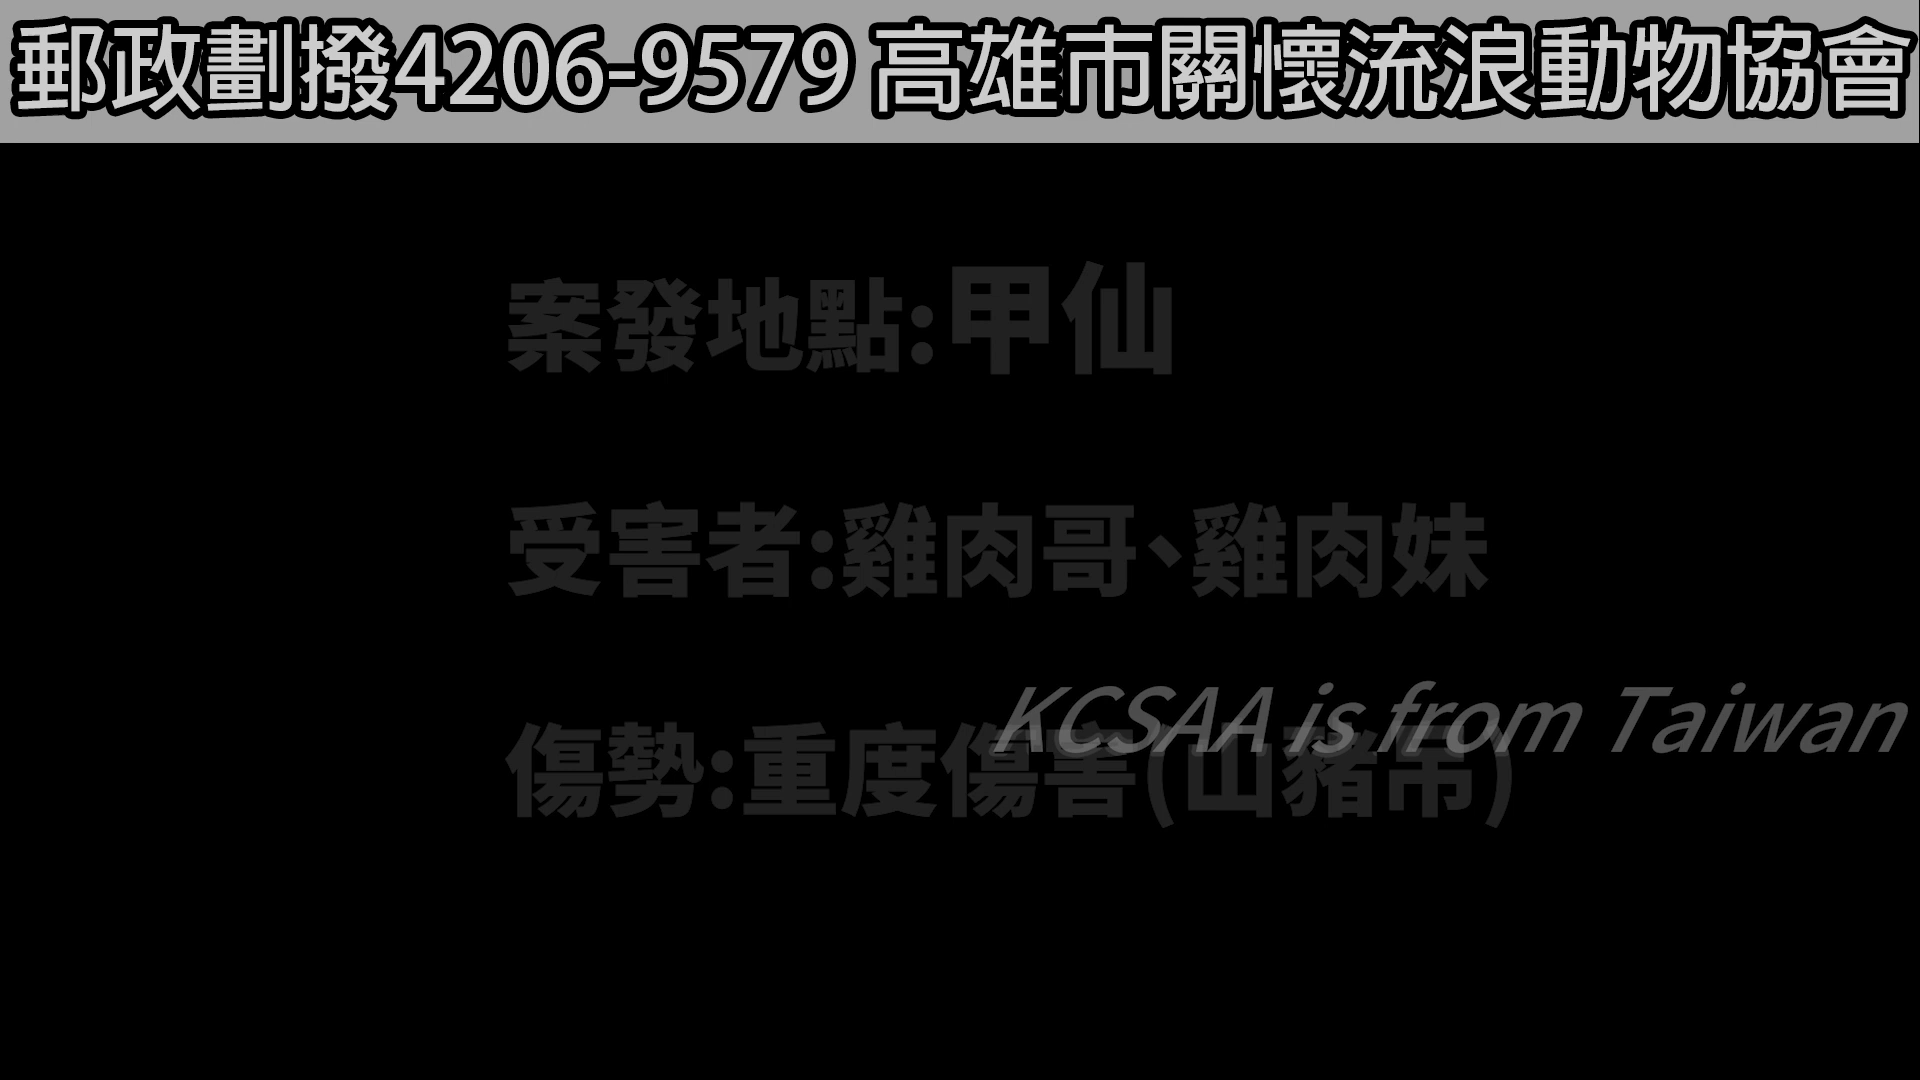 郵政劃撥4206-9579 高雄市關懷流浪動物協會
案發地點:甲仙
受害者:雞肉哥、雞肉妹
KCSAA is from Taiwan
傷勢:重度傷害(山豬吊)